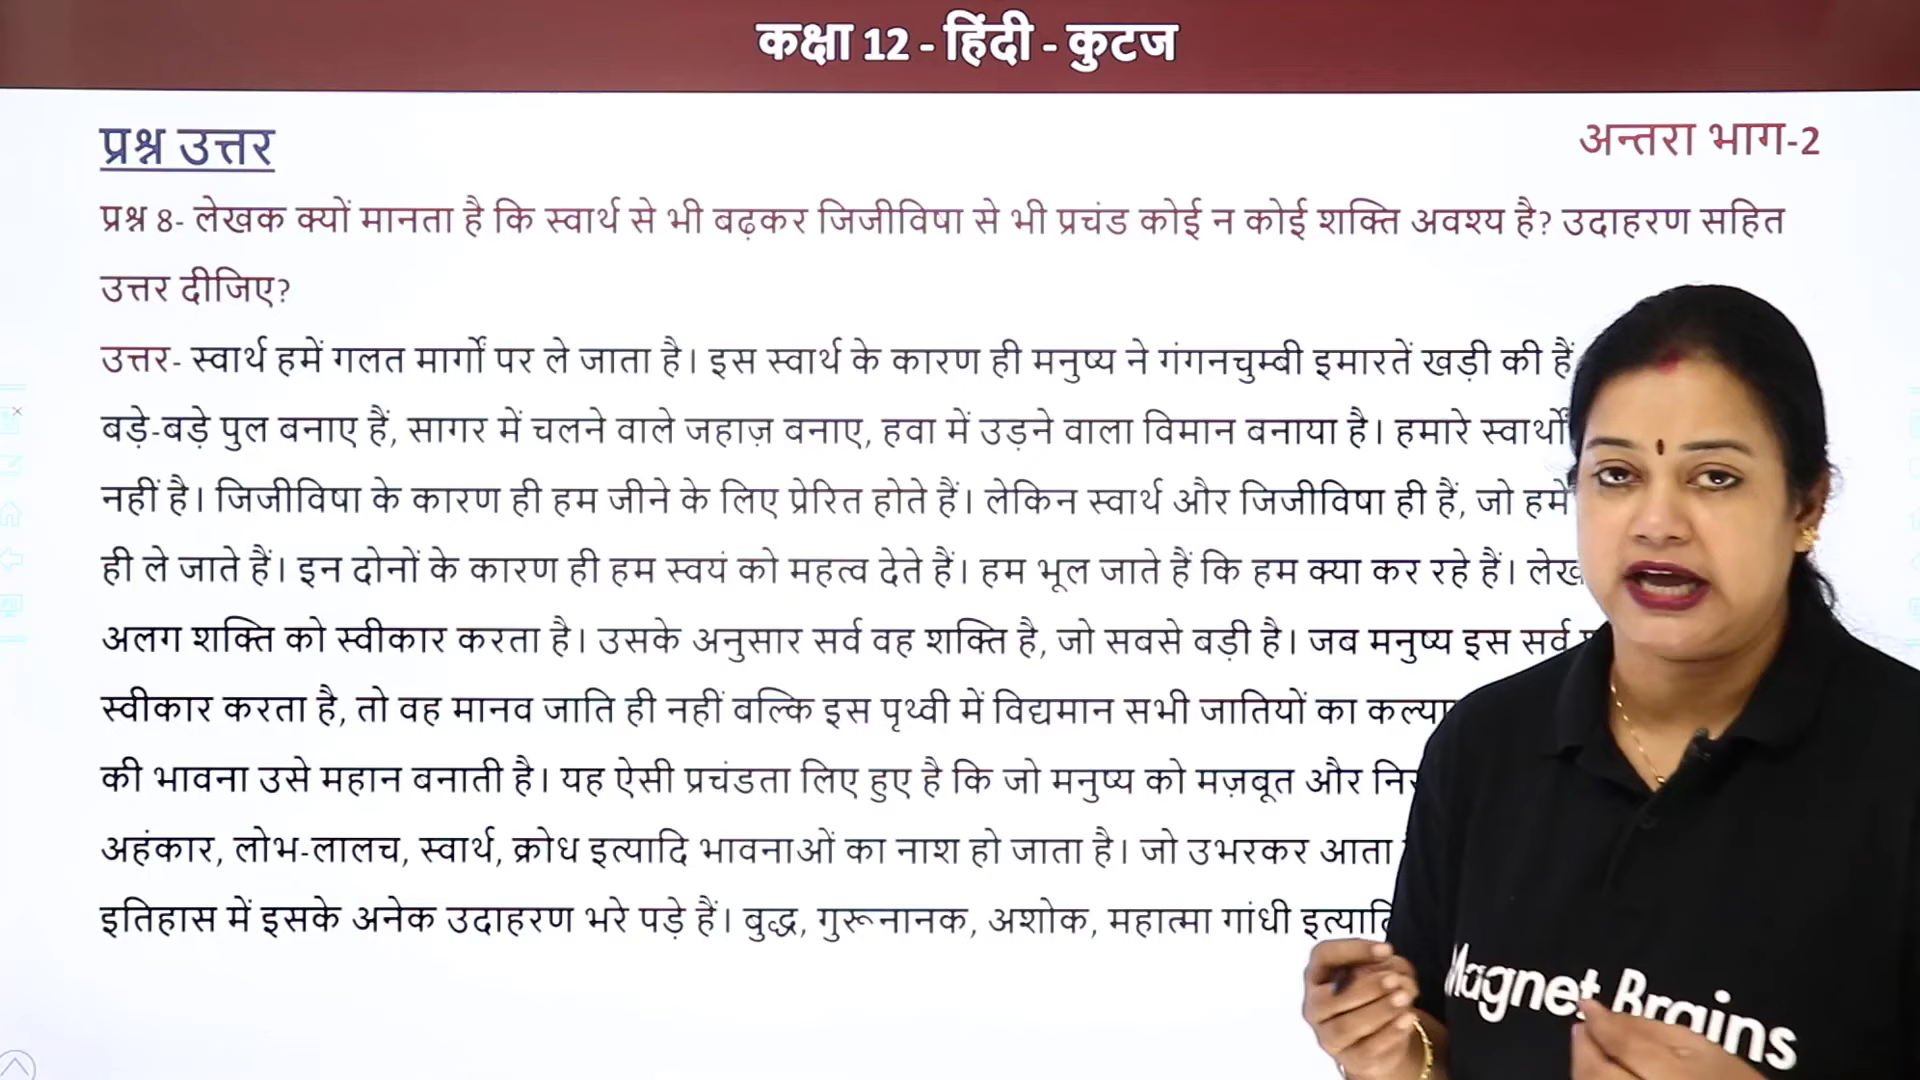 कक्षा 12 - हिंदी - कुटज
प्रश्न उत्तर
अन्तरा भाग-2
प्रश्न 8- लेखक क्यों मानता है कि स्वार्थ से भी बढ़कर जिजीविषा से भी प्रचंड कोई न कोई शक्ति अवश्य है? उदाहरण सहित
उत्तर दीजिए?
उत्तर- स्वार्थ हमें गलत मार्गों पर ले जाता है। इस स्वार्थ के कारण ही मनुष्य ने गंगनचुम्बी इमारतें खड़ी की हैं
बड़े-बड़े पुल बनाए हैं, सागर में चलने वाले जहाज़ बनाए, हवा में उड़ने वाला विमान बनाया है। हमारे स्वार्थों
नहीं है। जिजीविषा के कारण ही हम जीने के लिए प्रेरित होते हैं। लेकिन स्वार्थ और जिजीविषा ही हैं, जो हमें
ही ले जाते हैं। इन दोनों के कारण ही हम स्वयं को महत्व देते हैं। हम भूल जाते हैं कि हम क्या कर रहे हैं।
अलग शक्ति को स्वीकार करता है। उसके अनुसार सर्व वह शक्ति है, जो सबसे बड़ी है। जब मनुष्य इस सर्व
स्वीकार करता है, तो वह मानव जाति ही नहीं बल्कि इस पृथ्वी में विद्यमान सभी जातियों का
की भावना उसे महान बनाती है। यह ऐसी प्रचंडता लिए हुए है कि जो मनुष्य को मज़बूत और
अहंकार, लोभ-लालच, स्वार्थ, क्रोध इत्यादि भावनाओं का नाश हो जाता है। जो उभरकर आता
इतिहास में इसके अनेक उदाहरण भरे पड़े हैं। बुद्ध, गुरूनानक, अशोक, महात्मा गांधी
Magnet Brains